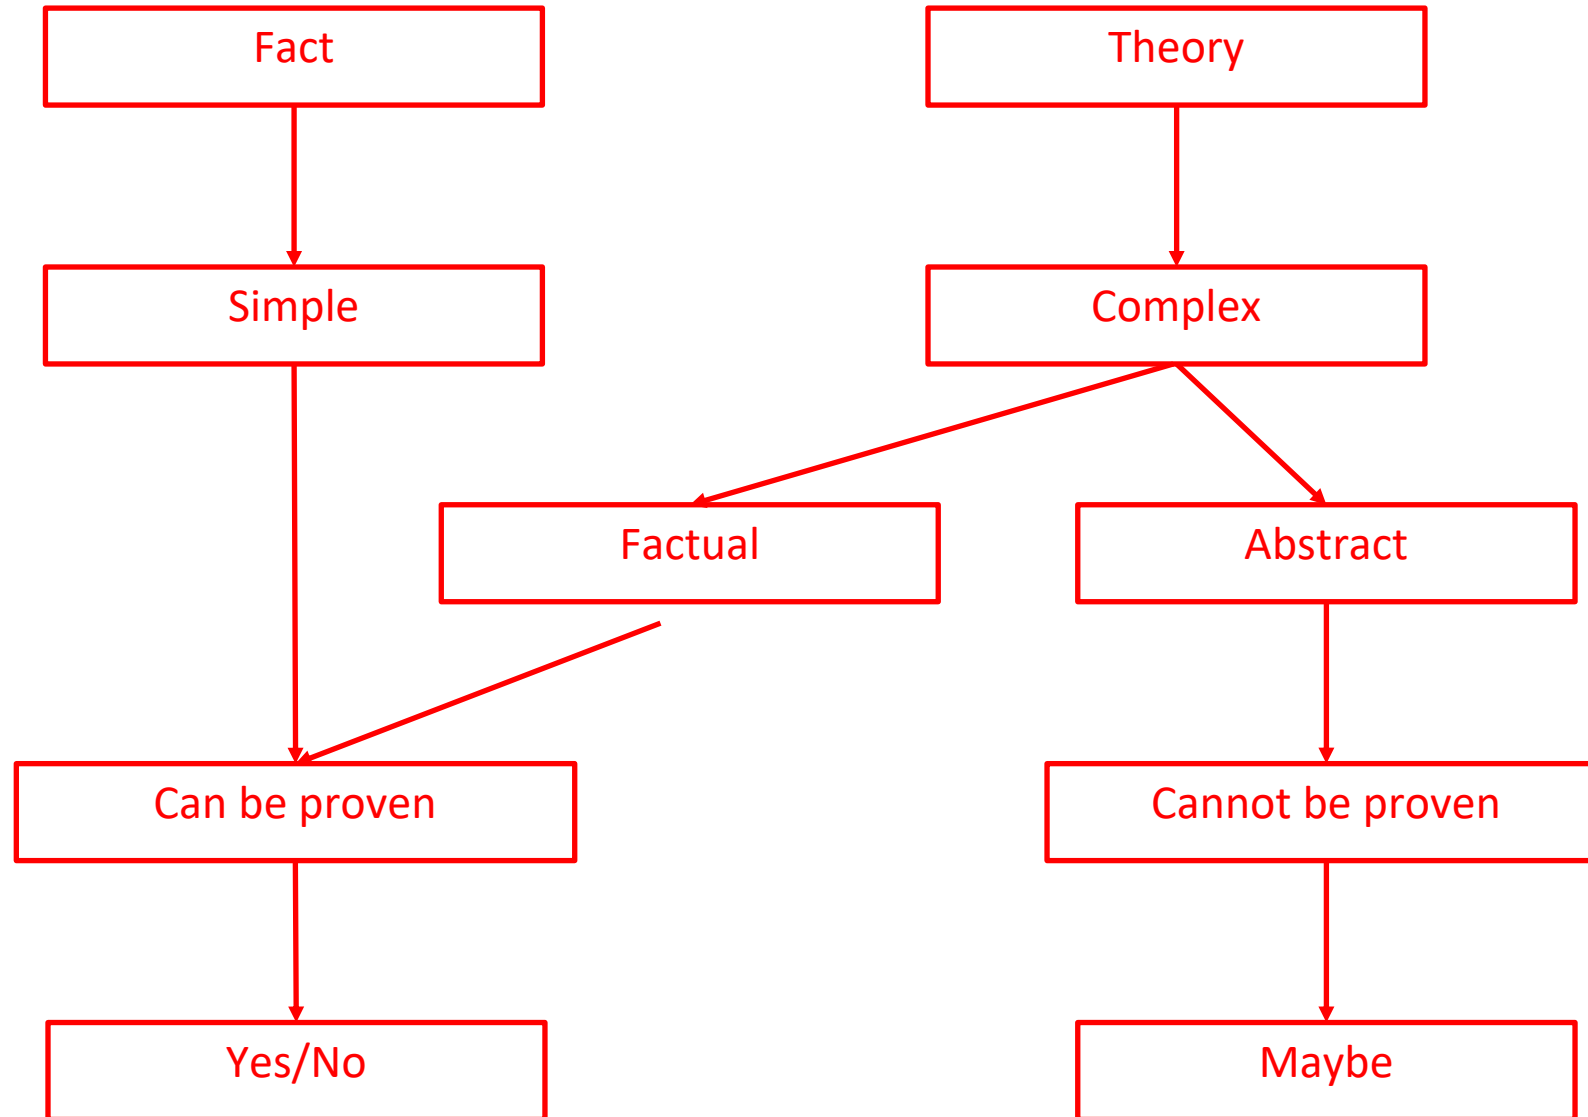 Fact
Theory
Simple
Complex
Factual
Abstract
Can be proven
Cannot be proven
Yes/No
Maybe